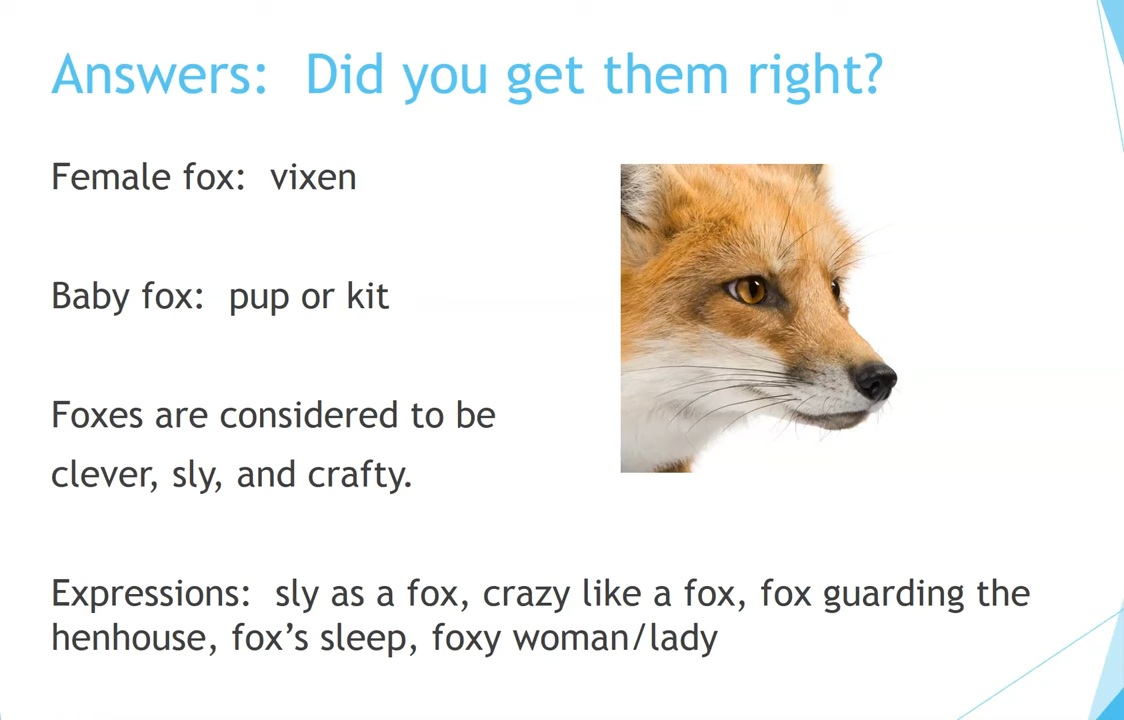 Answers:  Did you get them right?
Female fox:  vixen
Baby fox:  pup or kit
Foxes are considered to be
clever, sly, and crafty.
Expressions:  sly as a fox, crazy like a fox, fox guarding the
henhouse, fox’s sleep, foxy woman/lady